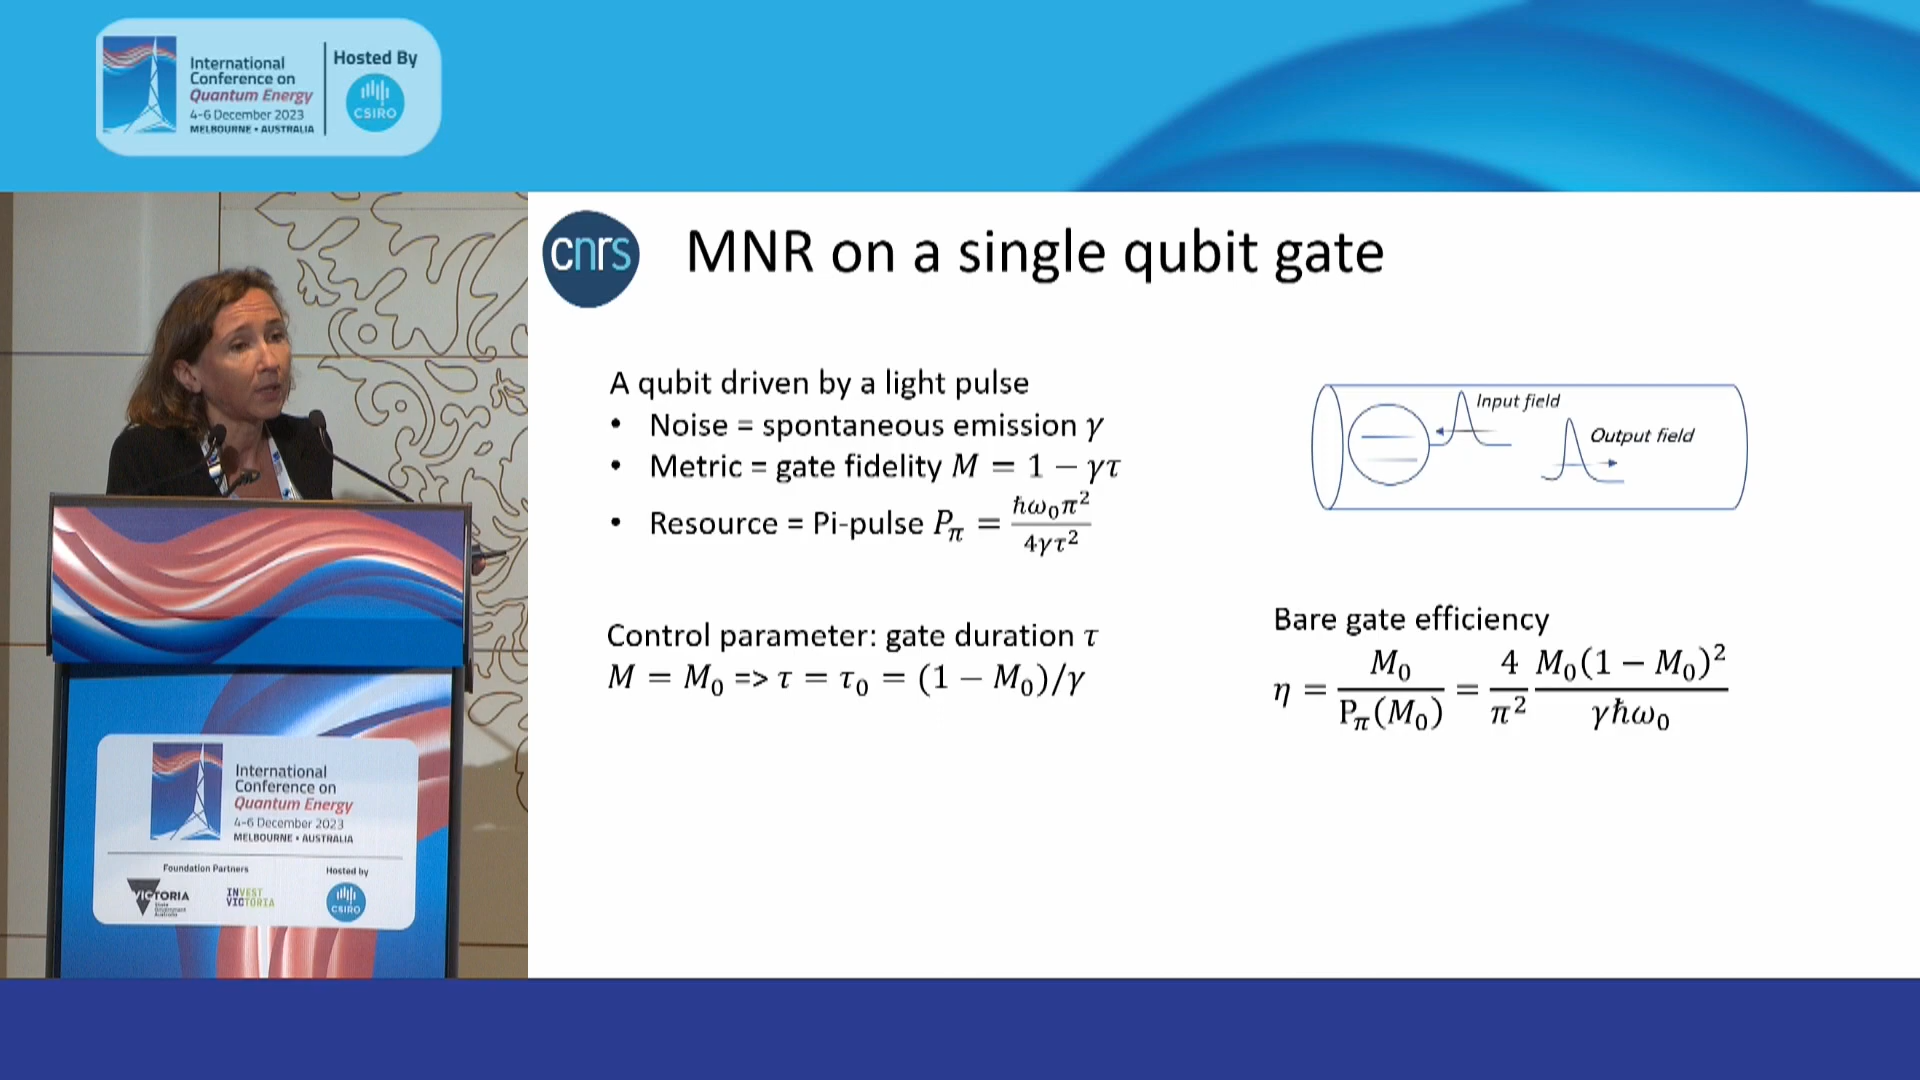 International
Conference on
Quantum Energy
4-6 December 2023
MELBOURNE • AUSTRALIA
Hosted By
CSIRO
cnrs
MNR on a single qubit gate
A qubit driven by a light pulse
• Noise = spontaneous emission γ
• Metric = gate fidelity M = 1 − γτ
• Resource = Pi-pulse P_π = ħω₀π² / 4γτ²
Control parameter: gate duration τ
M = M₀ => τ = τ₀ = (1 − M₀)/γ
Input field
Output field
Bare gate efficiency
η = M₀ / P_π(M₀) = 4/π² M₀(1 − M₀)² / γħω₀
International
Conference on
Quantum Energy
4-6 December 2023
MELBOURNE • AUSTRALIA
Foundation Partners
Hosted by
VICTORIA
State
Government
INVEST
VICTORIA
CSIRO